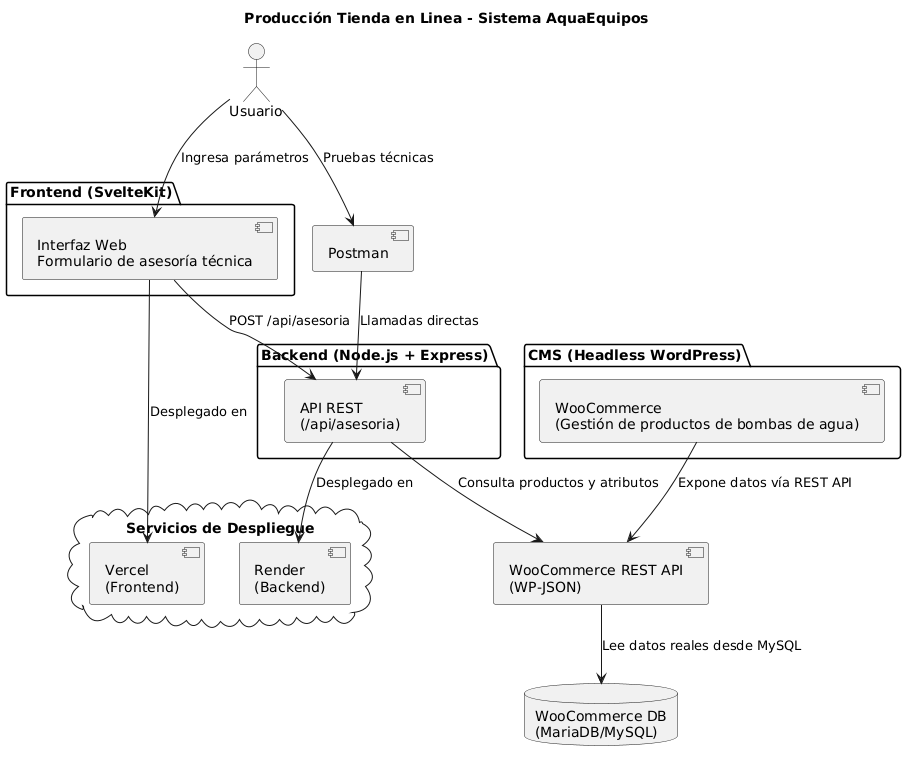 Producción Tienda en Linea - Sistema AquaEquipos
Usuario
Ingresa parámetros
Pruebas técnicas
Frontend (SvelteKit)
Interfaz Web
Formulario de asesoría técnica
Postman
POST /api/asesoria
Llamadas directas
Backend (Node.js + Express)
API REST
(/api/asesoria)
CMS (Headless WordPress)
WooCommerce
(Gestión de productos de bombas de agua)
Desplegado en
Desplegado en
Consulta productos y atributos
Expone datos vía REST API
Servicios de Despliegue
Vercel
(Frontend)
Render
(Backend)
WooCommerce REST API
(WP-JSON)
Lee datos reales desde MySQL
WooCommerce DB
(MariaDB/MySQL)